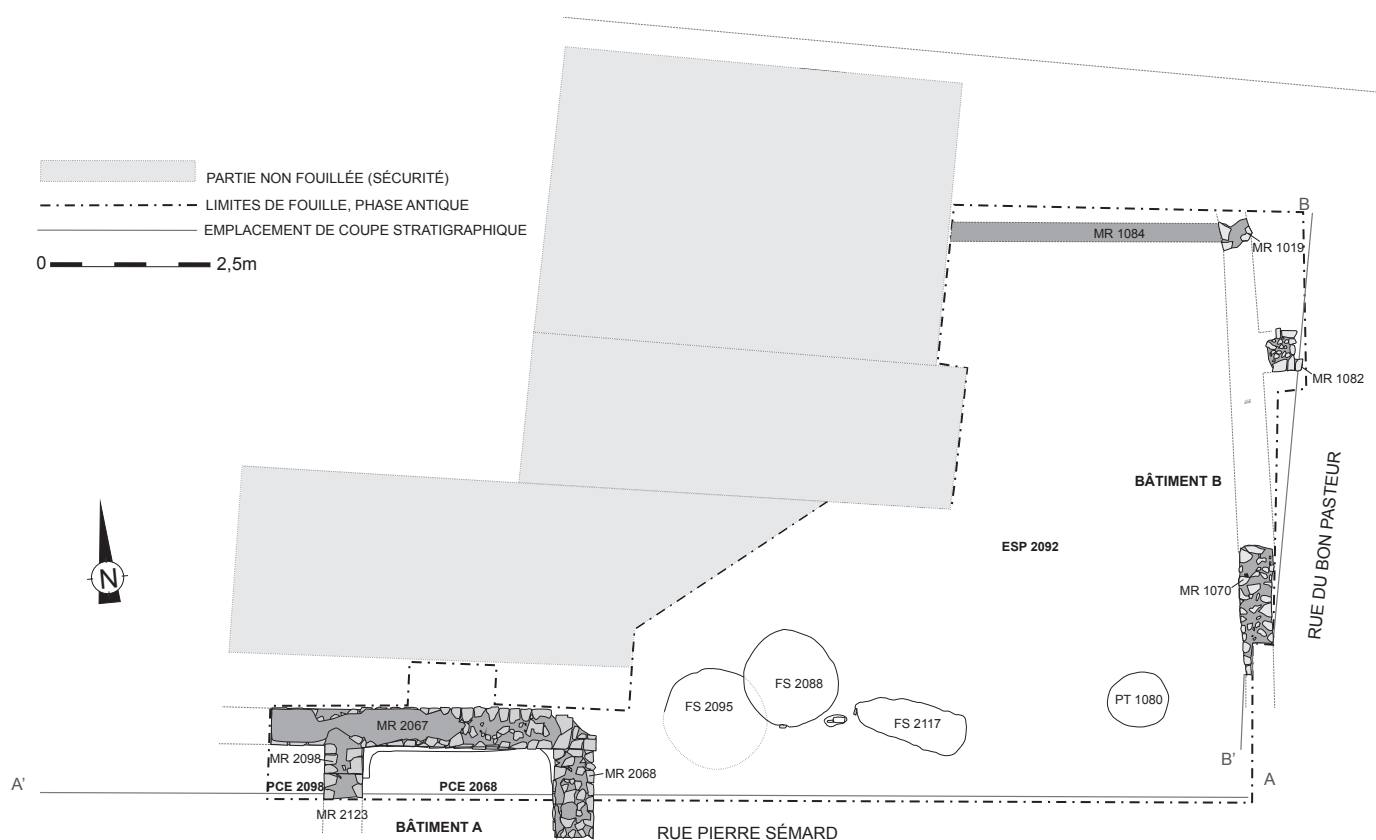 PARTIE NON FOUILLÉE (SÉCURITÉ)
LIMITES DE FOUILLE, PHASE ANTIQUE
EMPLACEMENT DE COUPE STRATIGRAPHIQUE
0 2,5m
B
MR 1084
MR 1019
MR 1082
BÂTIMENT B
RUE DU BON PASTEUR
ESP 2092
N
MR 1070
FS 2088
FS 2095
PT 1080
FS 2117
MR 2067
MR 2098
MR 2068
B'
A
A'
PCE 2098
PCE 2068
MR 2123
BÂTIMENT A
RUE PIERRE SÉMARD